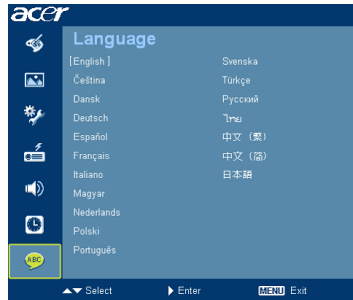 acer
Language
[English ]
Čeština
Dansk
Deutsch
Español
Français
Italiano
Magyar
Nederlands
Polski
Português
Svenska
Türkçe
Русский
ไทย
中文 (繁)
中文 (简)
日本語
ABC
Select
Enter
MENU Exit